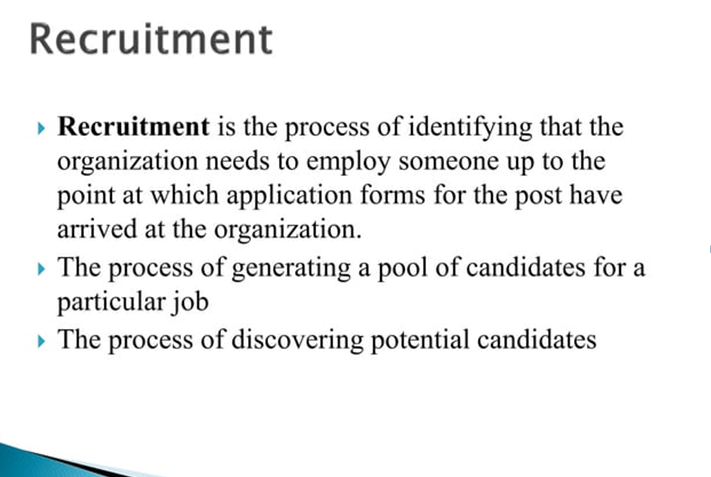 Recruitment
Recruitment is the process of identifying that the
organization needs to employ someone up to the
point at which application forms for the post have
arrived at the organization.
The process of generating a pool of candidates for a
particular job
The process of discovering potential candidates